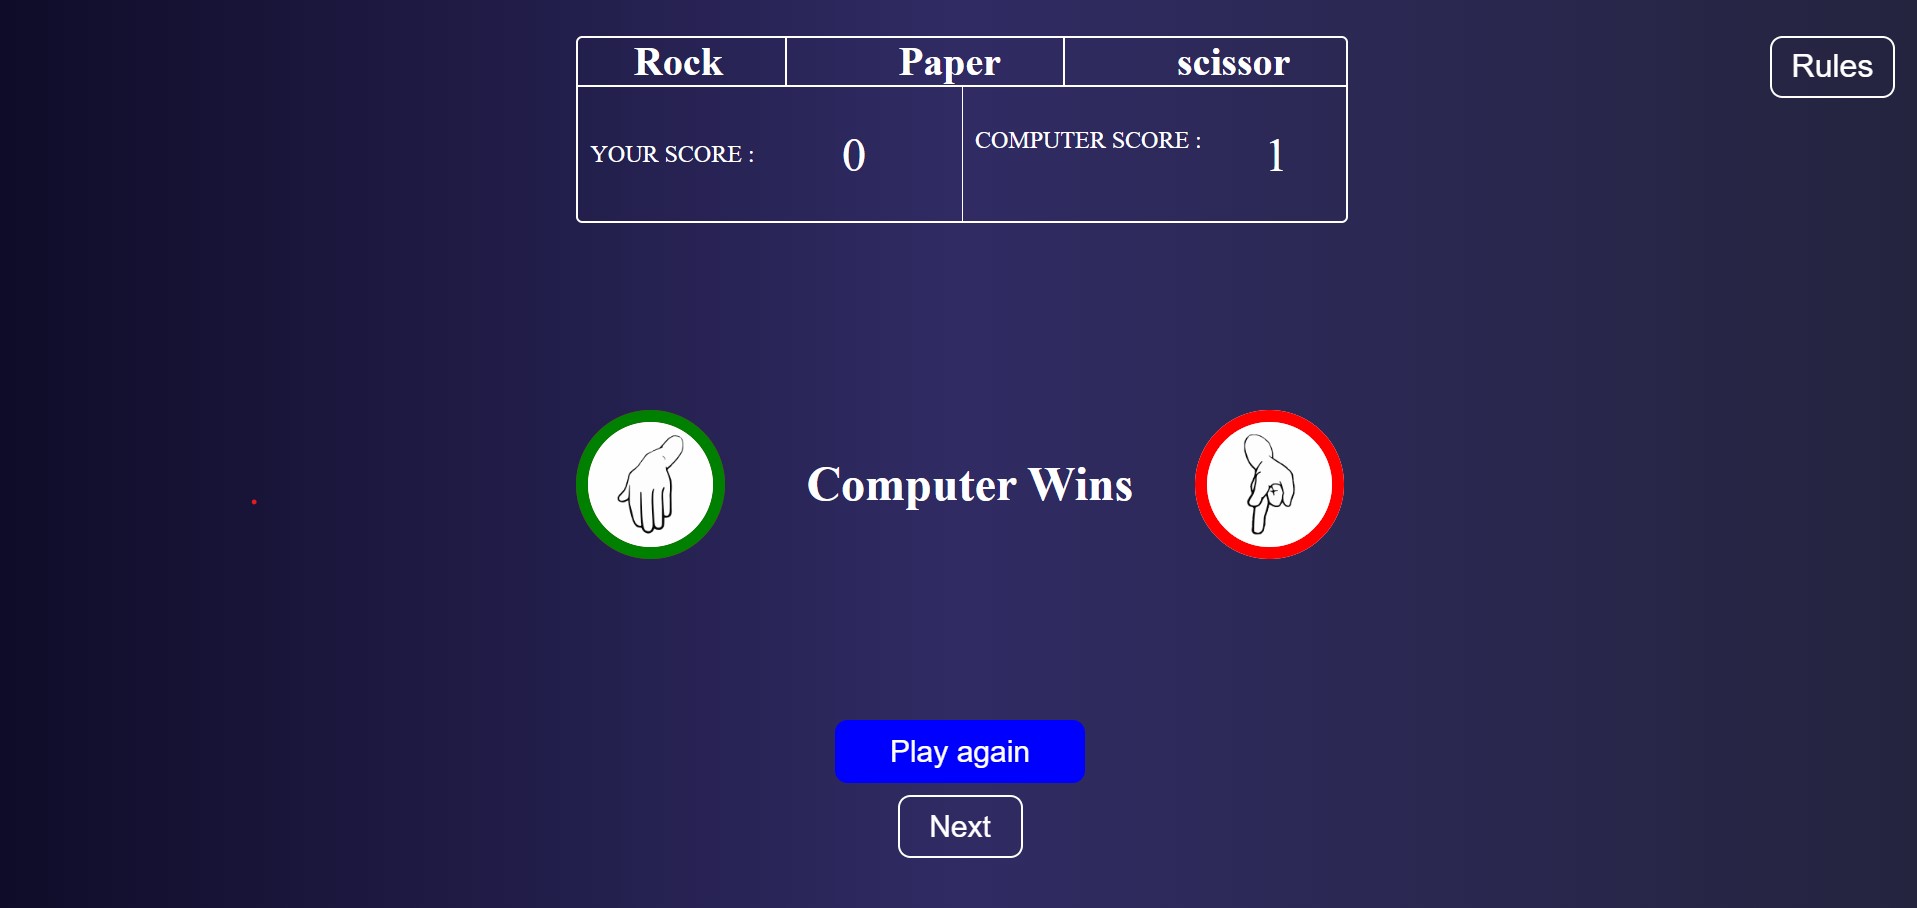 Rock Paper scissor
Rules
YOUR SCORE : 0 COMPUTER SCORE : 1
Computer Wins
Play again
Next